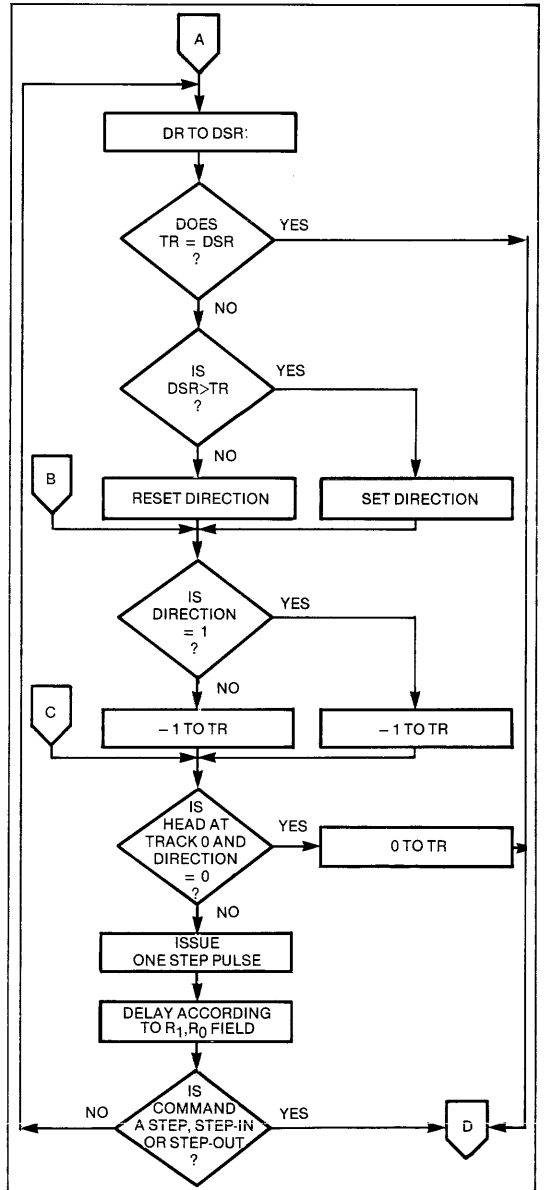 A
DR TO DSR:
DOES
TR = DSR
?
YES
NO
IS
DSR>TR
?
YES
NO
B
RESET DIRECTION
SET DIRECTION
IS
DIRECTION
= 1
?
YES
NO
C
– 1 TO TR
– 1 TO TR
IS
HEAD AT
TRACK 0 AND
DIRECTION
= 0
?
YES
0 TO TR
NO
ISSUE
ONE STEP PULSE
DELAY ACCORDING
TO R1,R0 FIELD
IS
COMMAND
A STEP, STEP-IN
OR STEP-OUT
?
NO
YES
D